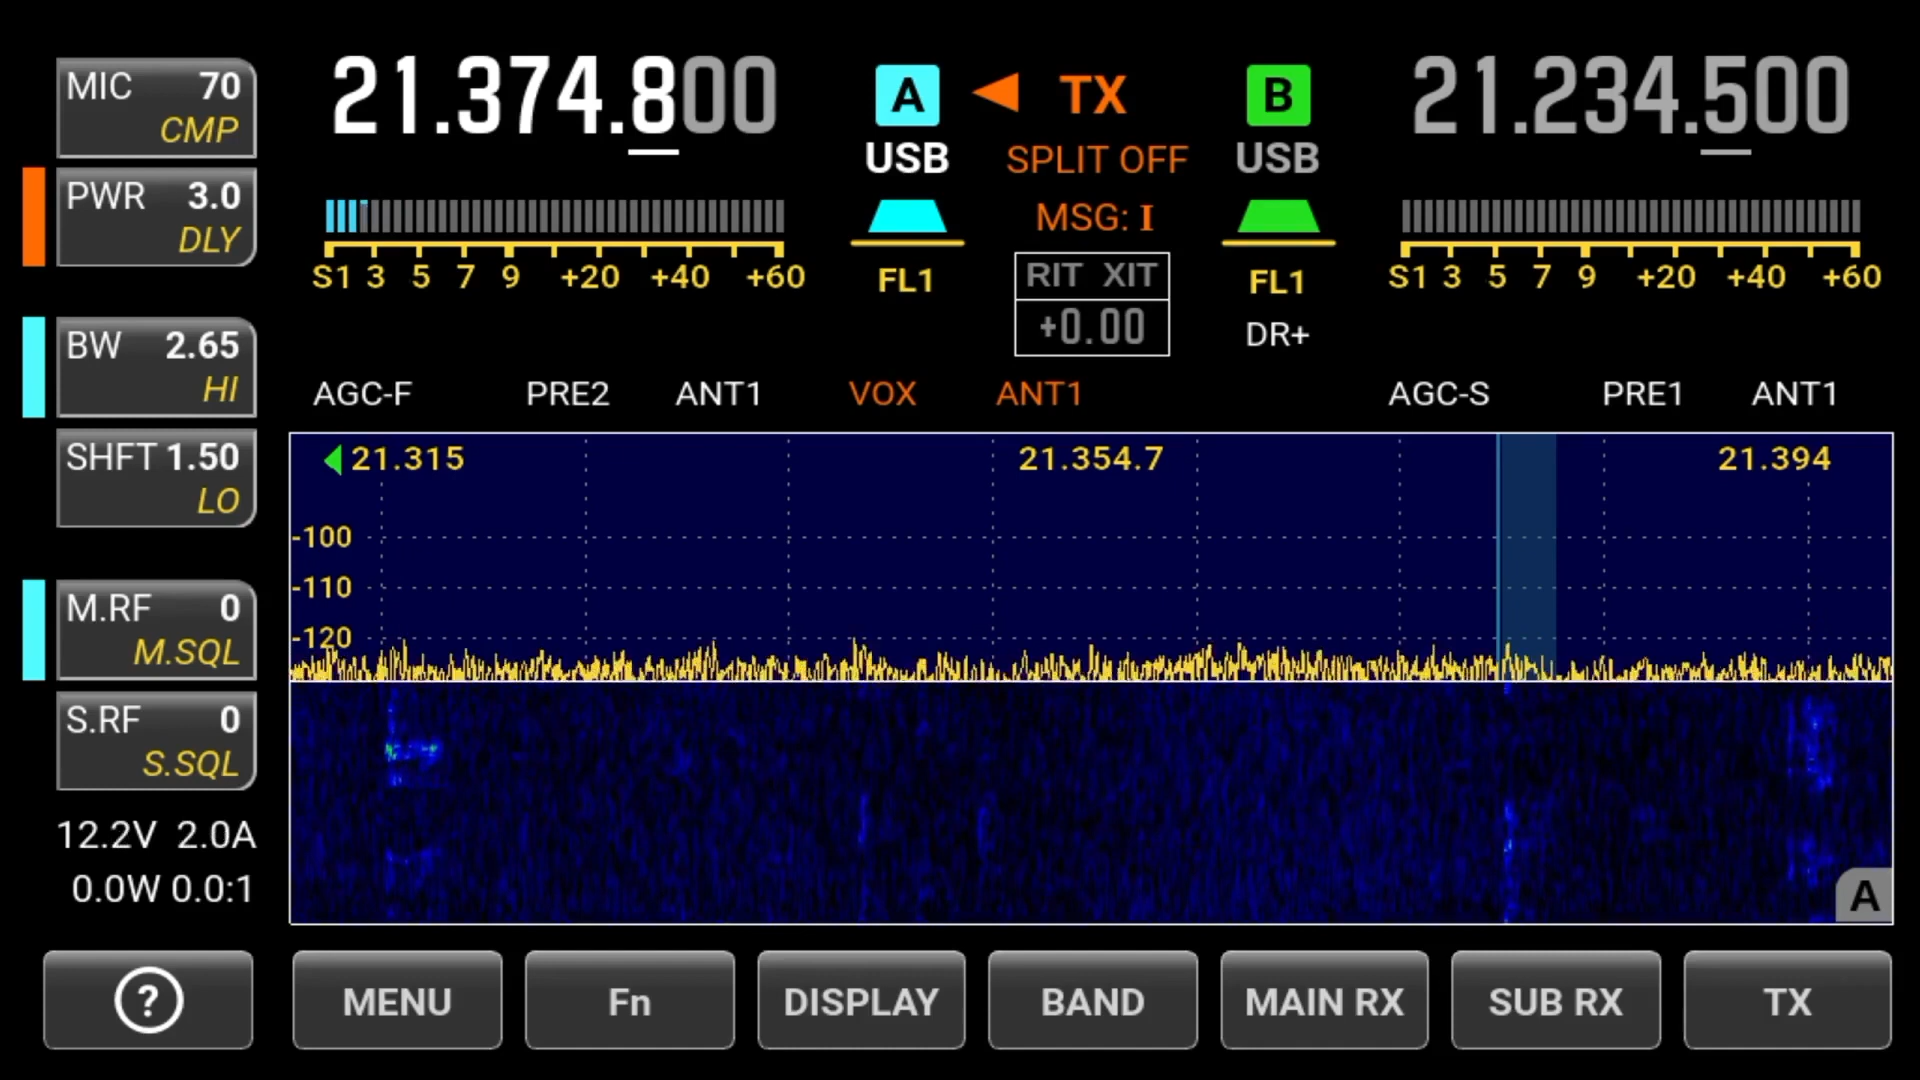 MIC 70
CMP
PWR 3.0
DLY
BW 2.65
HI
SHFT 1.50
LO
M.RF 0
M.SQL
S.RF 0
S.SQL
12.2V 2.0A
0.0W 0.0:1
21.374.800
A
TX
B
21.234.500
USB
SPLIT OFF
USB
MSG: I
S1 3 5 7 9 +20 +40 +60
FL1
RIT XIT
+0.00
FL1
DR+
S1 3 5 7 9 +20 +40 +60
AGC-F PRE2 ANT1 VOX ANT1 AGC-S PRE1 ANT1
21.315 21.354.7 21.394
-100
-110
-120
A
? MENU Fn DISPLAY BAND MAIN RX SUB RX TX